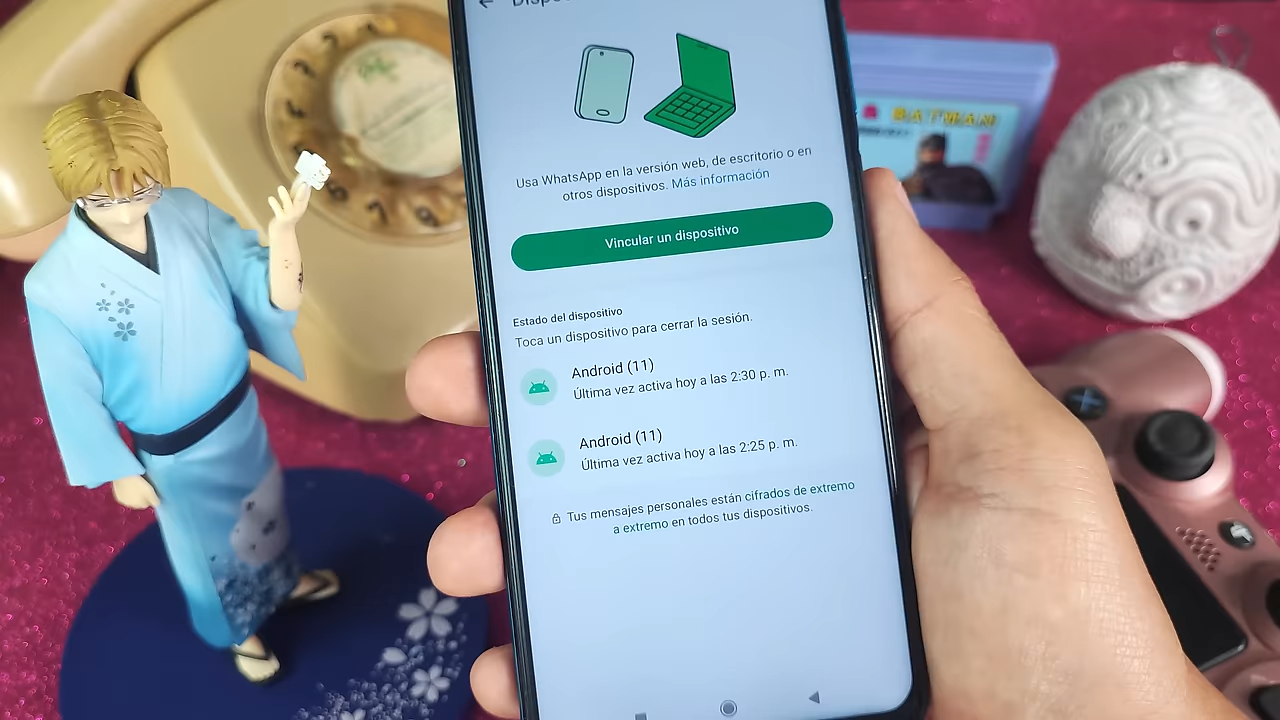 Usa WhatsApp en la versión web, de escritorio o en
otros dispositivos. Más información
Vincular un dispositivo
Estado del dispositivo
Toca un dispositivo para cerrar la sesión.
Android (11)
Última vez activa hoy a las 2:30 p. m.
Android (11)
Última vez activa hoy a las 2:25 p. m.
Tus mensajes personales están cifrados de extremo
a extremo en todos tus dispositivos.
& BATMAN